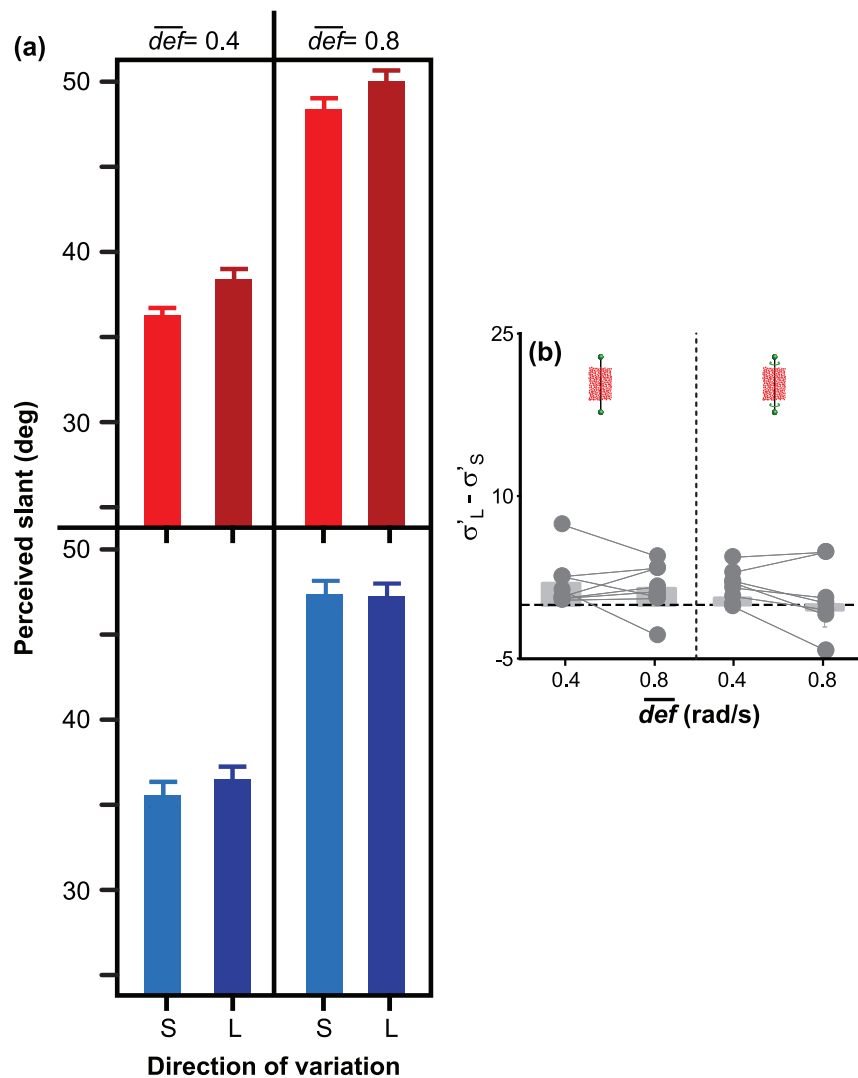 (a)
def= 0.4
def= 0.8
Perceived slant (deg)
50
40
30
50
40
30
S
L
S
L
Direction of variation
(b)
σ'L - σ'S
25
10
-5
0.4
0.8
0.4
0.8
def (rad/s)